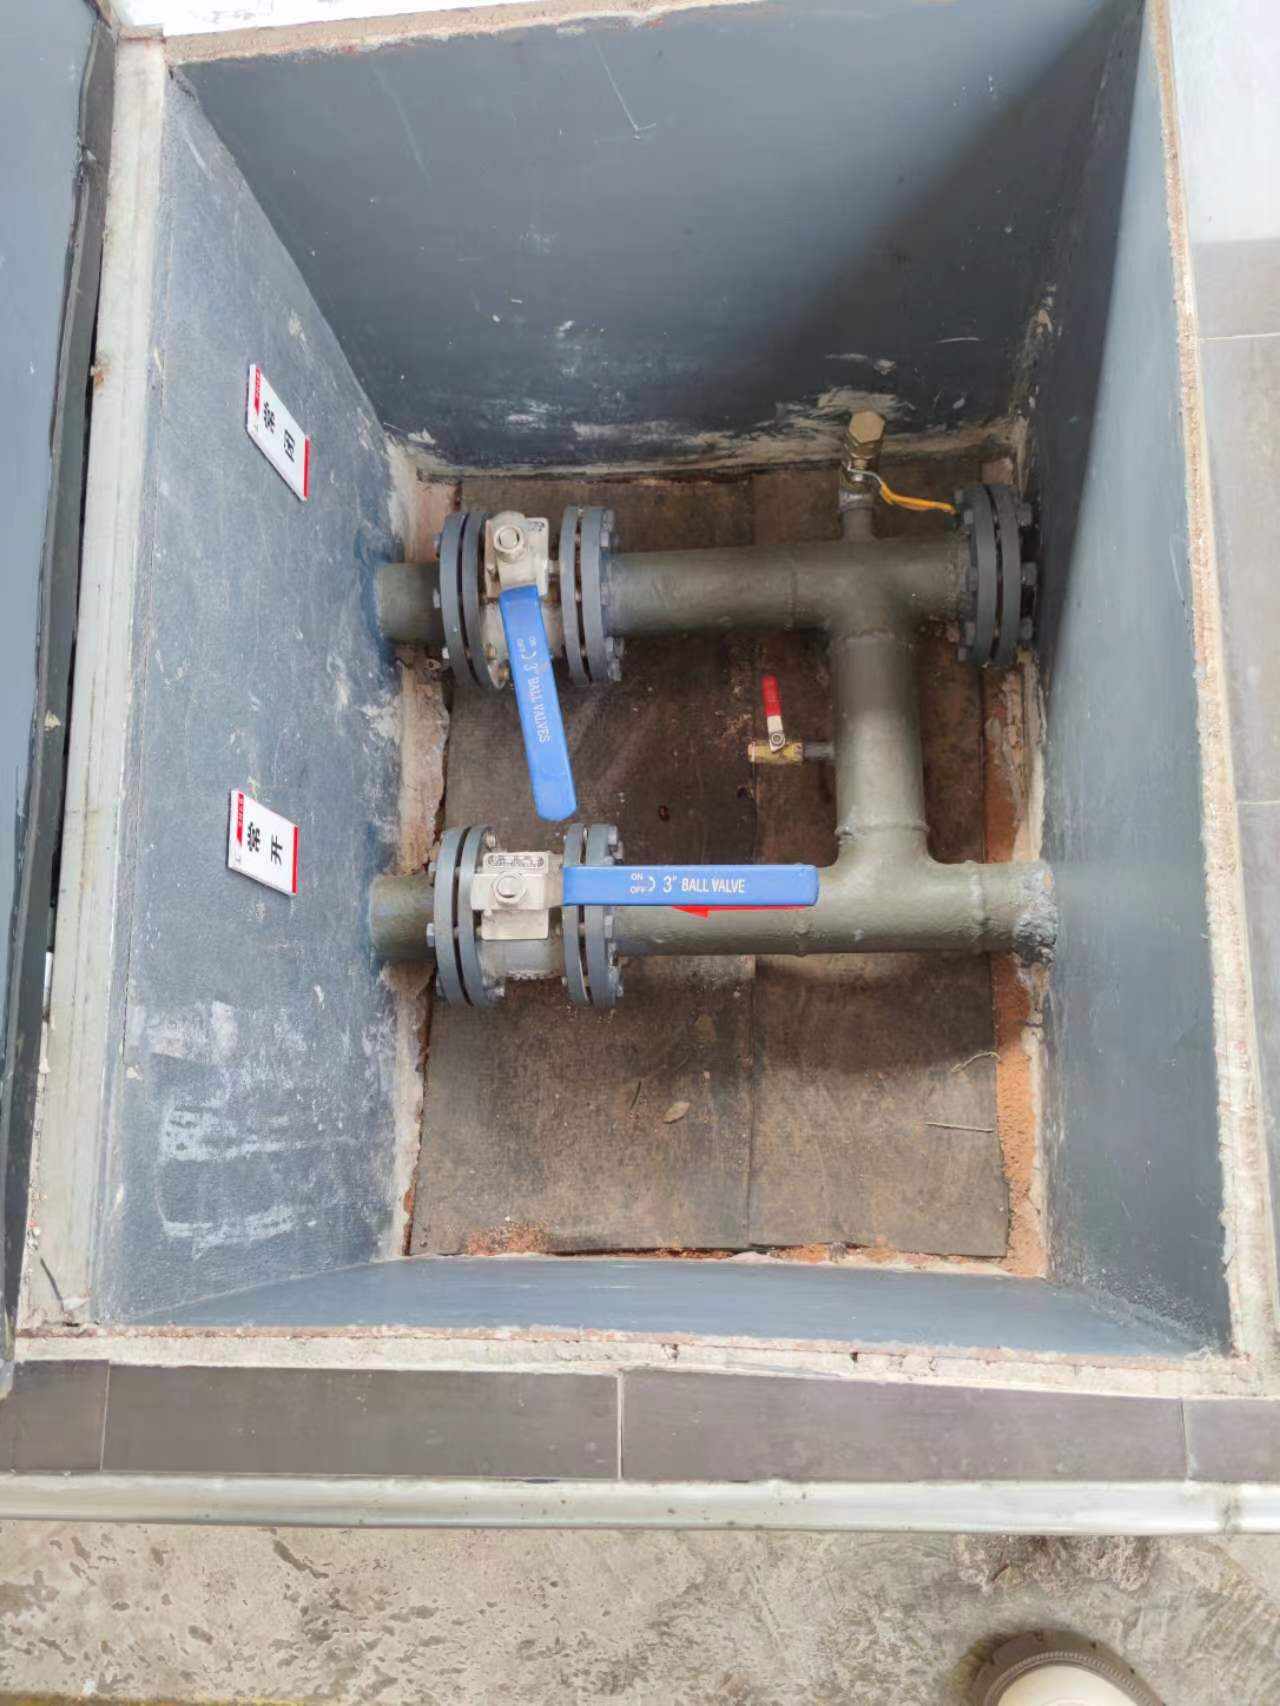 常闭
ON
OFF
3" BALL VALVES
常开
ON
OFF
3" BALL VALVE